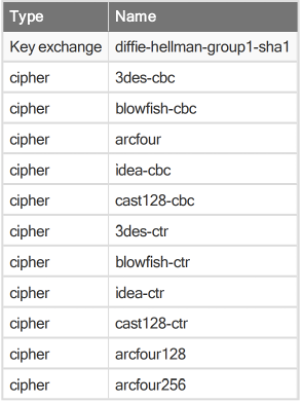 Type Name
Key exchange diffie-hellman-group1-sha1
cipher 3des-cbc
cipher blowfish-cbc
cipher arcfour
cipher idea-cbc
cipher cast128-cbc
cipher 3des-ctr
cipher blowfish-ctr
cipher idea-ctr
cipher cast128-ctr
cipher arcfour128
cipher arcfour256